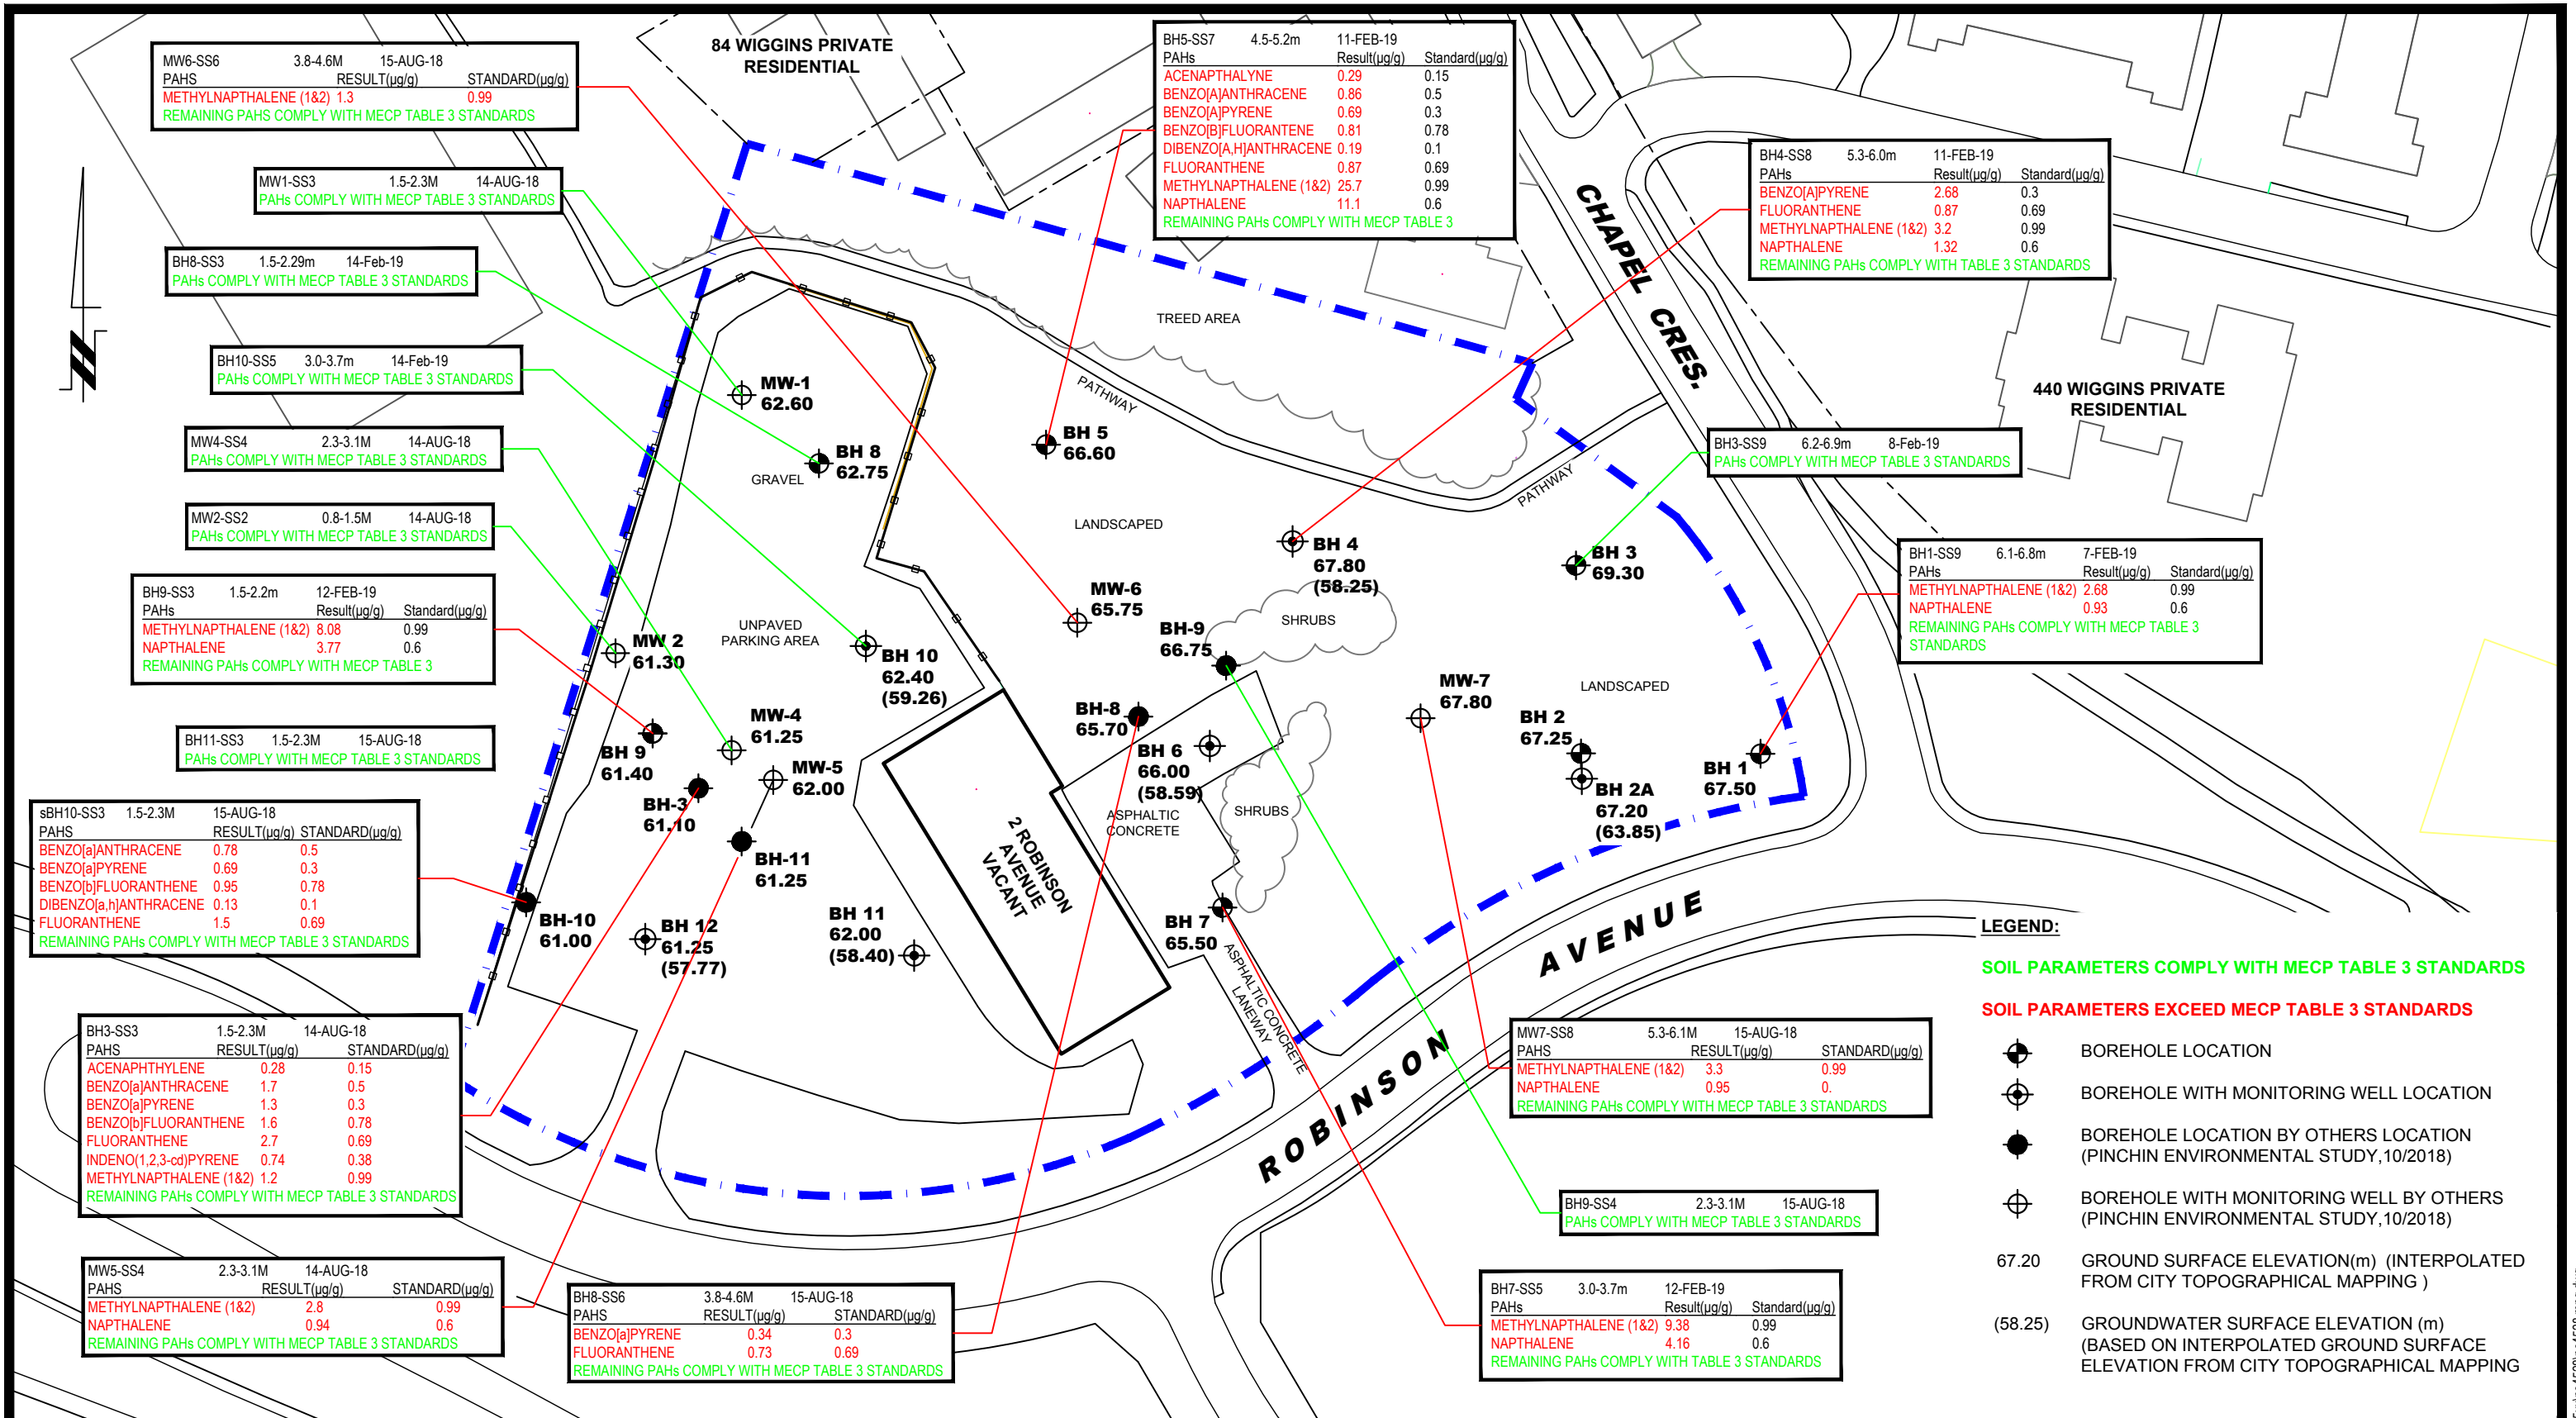 84 WIGGINS PRIVATE
RESIDENTIAL
MW6-SS6 3.8-4.6M 15-AUG-18
PAHS RESULT(µg/g) STANDARD(µg/g)
METHYLNAPTHALENE (1&2) 1.3 0.99
REMAINING PAHS COMPLY WITH MECP TABLE 3 STANDARDS
MW1-SS3 1.5-2.3M 14-AUG-18
PAHs COMPLY WITH MECP TABLE 3 STANDARDS
BH8-SS3 1.5-2.29m 14-Feb-19
PAHs COMPLY WITH MECP TABLE 3 STANDARDS
BH10-SS5 3.0-3.7m 14-Feb-19
PAHs COMPLY WITH MECP TABLE 3 STANDARDS
MW4-SS4 2.3-3.1M 14-AUG-18
PAHs COMPLY WITH MECP TABLE 3 STANDARDS
MW2-SS2 0.8-1.5M 14-AUG-18
PAHs COMPLY WITH MECP TABLE 3 STANDARDS
BH9-SS3 1.5-2.2m 12-FEB-19
PAHs Result(µg/g) Standard(µg/g)
METHYLNAPTHALENE (1&2) 8.08 0.99
NAPTHALENE 3.77 0.6
REMAINING PAHs COMPLY WITH MECP TABLE 3
BH11-SS3 1.5-2.3M 15-AUG-18
PAHs COMPLY WITH MECP TABLE 3 STANDARDS
sBH10-SS3 1.5-2.3M 15-AUG-18
PAHS RESULT(µg/g) STANDARD(µg/g)
BENZO[a]ANTHRACENE 0.78 0.5
BENZO[a]PYRENE 0.69 0.3
BENZO[b]FLUORANTHENE 0.95 0.78
DIBENZO[a,h]ANTHRACENE 0.13 0.1
FLUORANTHENE 1.5 0.69
REMAINING PAHs COMPLY WITH MECP TABLE 3 STANDARDS
BH3-SS3 1.5-2.3M 14-AUG-18
PAHS RESULT(µg/g) STANDARD(µg/g)
ACENAPHTHYLENE 0.28 0.15
BENZO[a]ANTHRACENE 1.7 0.5
BENZO[a]PYRENE 1.3 0.3
BENZO[b]FLUORANTHENE 1.6 0.78
FLUORANTHENE 2.7 0.69
INDENO(1,2,3-cd)PYRENE 0.74 0.38
METHYLNAPTHALENE (1&2) 1.2 0.99
REMAINING PAHs COMPLY WITH MECP TABLE 3 STANDARDS
MW5-SS4 2.3-3.1M 14-AUG-18
PAHS RESULT(µg/g) STANDARD(µg/g)
METHYLNAPTHALENE (1&2) 2.8 0.99
NAPTHALENE 0.94 0.6
REMAINING PAHs COMPLY WITH MECP TABLE 3 STANDARDS
BH8-SS6 3.8-4.6M 15-AUG-18
PAHS RESULT(µg/g) STANDARD(µg/g)
BENZO[a]PYRENE 0.34 0.3
FLUORANTHENE 0.73 0.69
REMAINING PAHs COMPLY WITH MECP TABLE 3 STANDARDS
BH5-SS7 4.5-5.2m 11-FEB-19
PAHs Result(µg/g) Standard(µg/g)
ACENAPTHALYNE 0.29 0.15
BENZO[A]ANTHRACENE 0.86 0.5
BENZO[A]PYRENE 0.69 0.3
BENZO[B]FLUORANTENE 0.81 0.78
DIBENZO[A,H]ANTHRACENE 0.19 0.1
FLUORANTHENE 0.87 0.69
METHYLNAPTHALENE (1&2) 25.7 0.99
NAPTHALENE 11.1 0.6
REMAINING PAHs COMPLY WITH MECP TABLE 3
BH4-SS8 5.3-6.0m 11-FEB-19
PAHs Result(µg/g) Standard(µg/g)
BENZO[A]PYRENE 2.68 0.3
FLUORANTHENE 0.87 0.69
METHYLNAPTHALENE (1&2) 3.2 0.99
NAPTHALENE 1.32 0.6
REMAINING PAHs COMPLY WITH TABLE 3 STANDARDS
440 WIGGINS PRIVATE
RESIDENTIAL
BH3-SS9 6.2-6.9m 8-Feb-19
PAHs COMPLY WITH MECP TABLE 3 STANDARDS
BH1-SS9 6.1-6.8m 7-FEB-19
PAHs Result(µg/g) Standard(µg/g)
METHYLNAPTHALENE (1&2) 2.68 0.99
NAPTHALENE 0.93 0.6
REMAINING PAHs COMPLY WITH MECP TABLE 3
STANDARDS
MW7-SS8 5.3-6.1M 15-AUG-18
PAHS RESULT(µg/g) STANDARD(µg/g)
METHYLNAPTHALENE (1&2) 3.3 0.99
NAPTHALENE 0.95 0.
REMAINING PAHs COMPLY WITH MECP TABLE 3 STANDARDS
BH9-SS4 2.3-3.1M 15-AUG-18
PAHs COMPLY WITH MECP TABLE 3 STANDARDS
BH7-SS5 3.0-3.7m 12-FEB-19
PAHs Result(µg/g) Standard(µg/g)
METHYLNAPTHALENE (1&2) 9.38 0.99
NAPTHALENE 4.16 0.6
REMAINING PAHs COMPLY WITH TABLE 3 STANDARDS
CHAPEL CRES.
TREED AREA
PATHWAY
PATHWAY
MW-1
62.60
BH 8
62.75
GRAVEL
BH 5
66.60
LANDSCAPED
BH 4
67.80
(58.25)
BH 3
69.30
MW-6
65.75
SHRUBS
BH-9
66.75
UNPAVED
PARKING AREA
MW 2
61.30
BH 10
62.40
(59.26)
LANDSCAPED
MW-7
67.80
BH-8
65.70
BH 2
67.25
MW-4
61.25
BH 9
61.40
BH 6
66.00
(58.59)
BH 1
67.50
MW-5
62.00
BH 2A
67.20
(63.85)
BH-3
61.10
SHRUBS
ASPHALTIC
CONCRETE
2 ROBINSON
AVENUE
VACANT
BH-11
61.25
BH-10
61.00
BH 12
61.25
(57.77)
BH 11
62.00
(58.40)
BH 7
65.50
ASPHALTIC CONCRETE
LANEWAY
ROBINSON AVENUE
LEGEND:
SOIL PARAMETERS COMPLY WITH MECP TABLE 3 STANDARDS
SOIL PARAMETERS EXCEED MECP TABLE 3 STANDARDS
BOREHOLE LOCATION
BOREHOLE WITH MONITORING WELL LOCATION
BOREHOLE LOCATION BY OTHERS LOCATION
(PINCHIN ENVIRONMENTAL STUDY,10/2018)
BOREHOLE WITH MONITORING WELL BY OTHERS
(PINCHIN ENVIRONMENTAL STUDY,10/2018)
67.20 GROUND SURFACE ELEVATION(m) (INTERPOLATED
FROM CITY TOPOGRAPHICAL MAPPING )
(58.25) GROUNDWATER SURFACE ELEVATION (m)
(BASED ON INTERPOLATED GROUND SURFACE
ELEVATION FROM CITY TOPOGRAPHICAL MAPPING